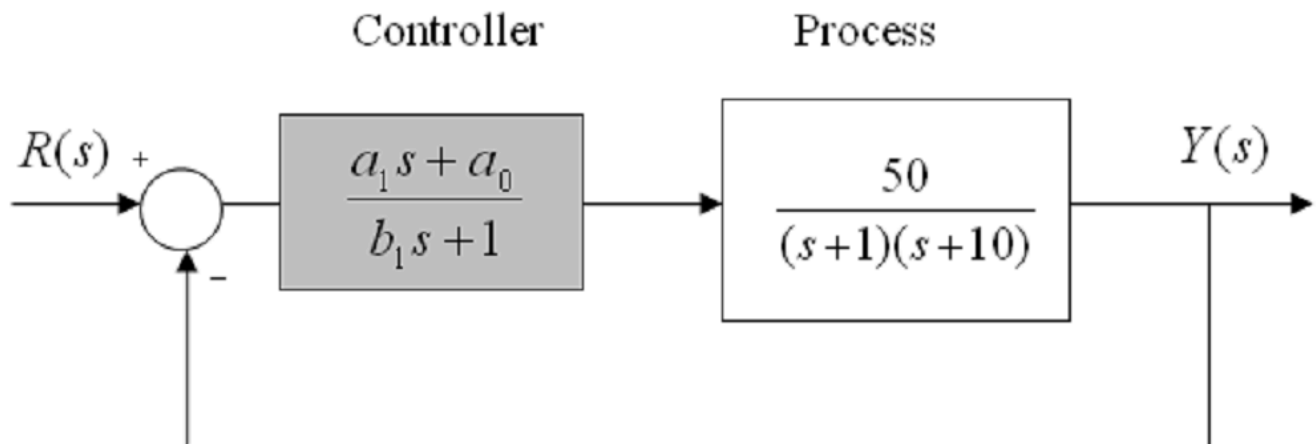 Controller Process
R(s) + a₁s + a₀ 50 Y(s)
b₁s + 1 (s+1)(s+10)
−